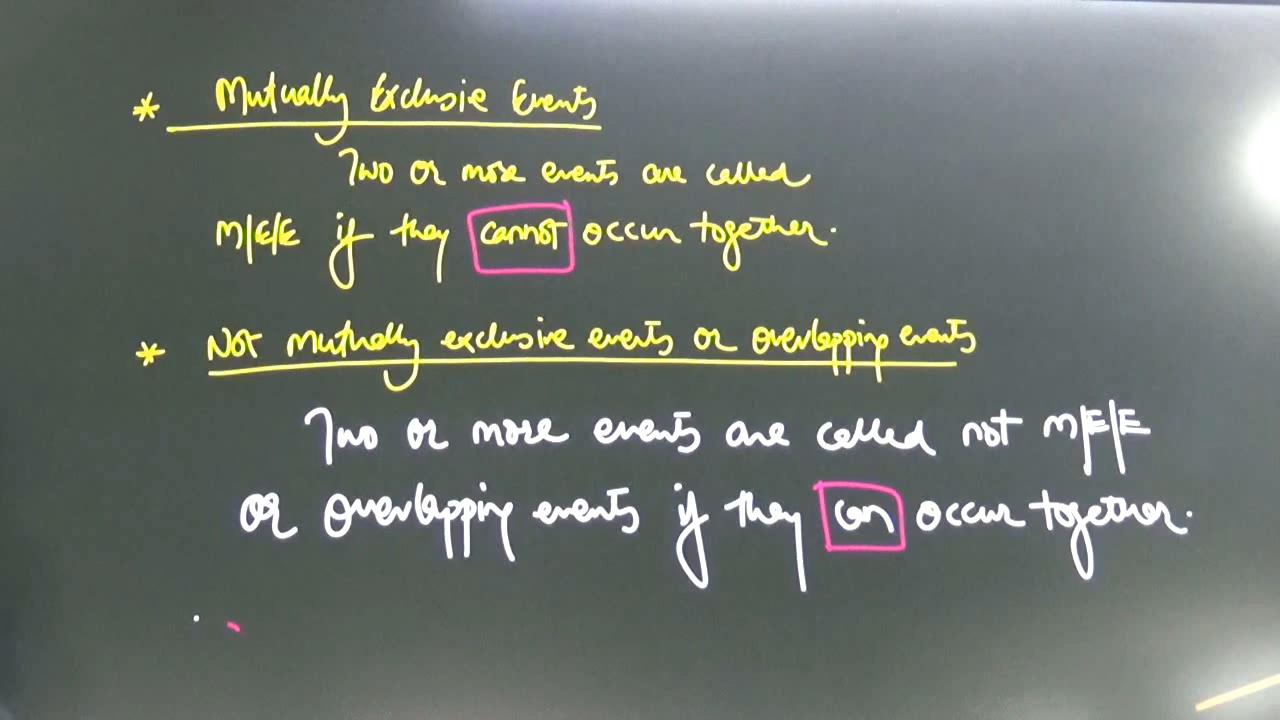 * Mutually Exclusie Events
Two or more events are called
M/E/E if they cannot occur together.
* Not mutually exclusive events or overlapping events
Two or more events are called not M/E/E
or overlapping events if they can occur together.